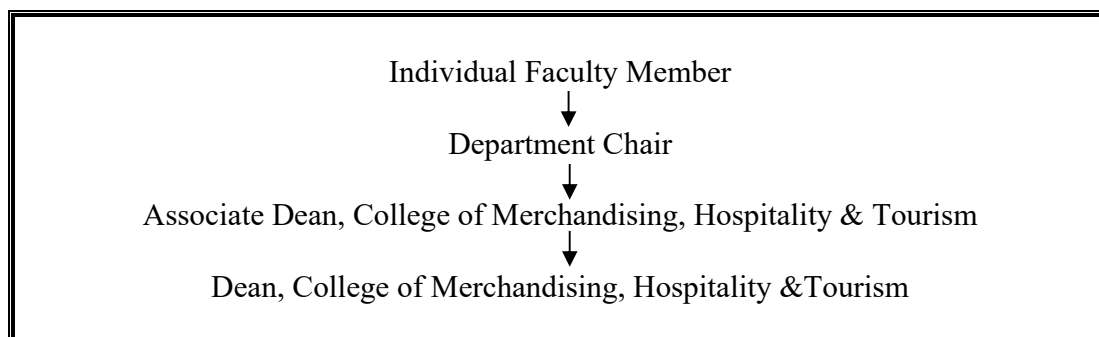 Individual Faculty Member
Department Chair
Associate Dean, College of Merchandising, Hospitality & Tourism
Dean, College of Merchandising, Hospitality &Tourism